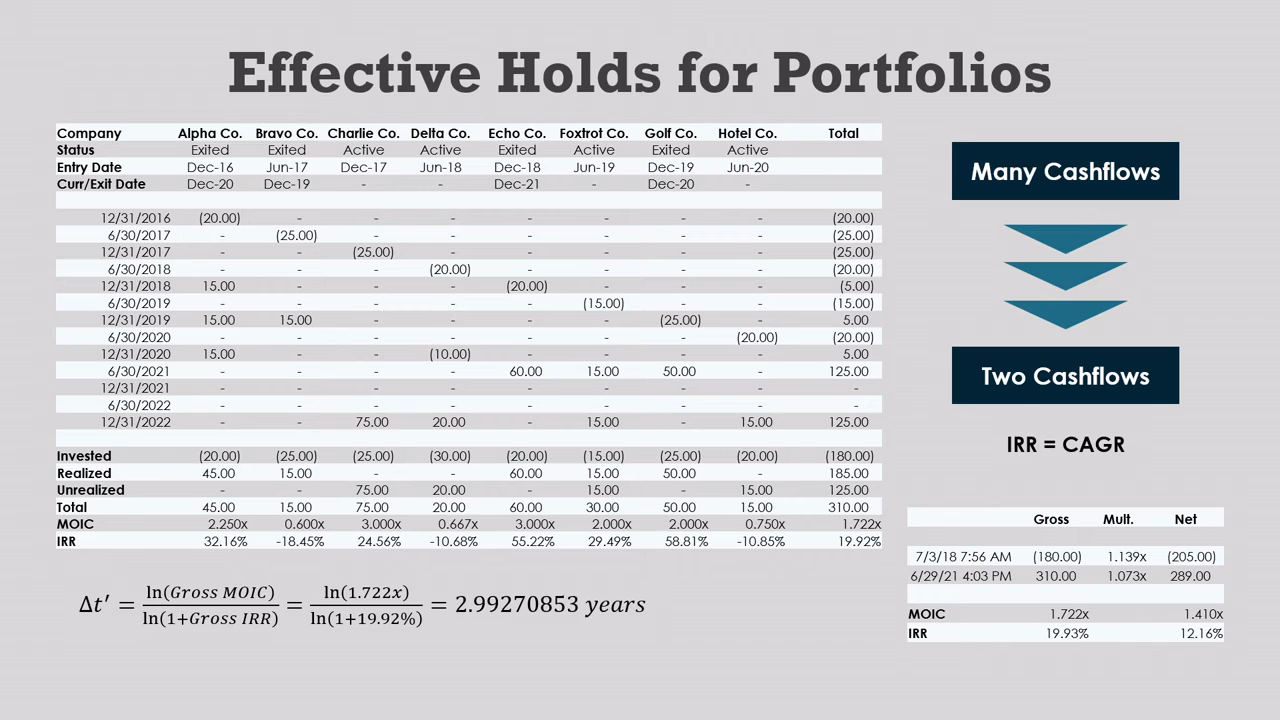 Effective Holds for Portfolios
Company Alpha Co. Bravo Co. Charlie Co. Delta Co. Echo Co. Foxtrot Co. Golf Co. Hotel Co. Total
Status Exited Exited Active Active Exited Active Exited Active
Entry Date Dec-16 Jun-17 Dec-17 Jun-18 Dec-18 Jun-19 Dec-19 Jun-20
Curr/Exit Date Dec-20 Dec-19 - - Dec-21 - Dec-20 -
12/31/2016 (20.00) - - - - - - - (20.00)
6/30/2017 - (25.00) - - - - - - (25.00)
12/31/2017 - - (25.00) - - - - - (25.00)
6/30/2018 - - - (20.00) - - - - (20.00)
12/31/2018 15.00 - - - (20.00) - - - (5.00)
6/30/2019 - - - - - (15.00) - - (15.00)
12/31/2019 15.00 15.00 - - - - (25.00) - 5.00
6/30/2020 - - - - - - - (20.00) (20.00)
12/31/2020 15.00 - - (10.00) - - - - 5.00
6/30/2021 - - - - 60.00 15.00 50.00 - 125.00
12/31/2021 - - - - - - - - -
6/30/2022 - - - - - - - - -
12/31/2022 - - 75.00 20.00 - 15.00 - 15.00 125.00
Invested (20.00) (25.00) (25.00) (30.00) (20.00) (15.00) (25.00) (20.00) (180.00)
Realized 45.00 15.00 - - 60.00 15.00 50.00 - 185.00
Unrealized - - 75.00 20.00 - 15.00 - 15.00 125.00
Total 45.00 15.00 75.00 20.00 60.00 30.00 50.00 15.00 310.00
MOIC 2.250x 0.600x 3.000x 0.667x 3.000x 2.000x 2.000x 0.750x 1.722x
IRR 32.16% -18.45% 24.56% -10.68% 55.22% 29.49% 58.81% -10.85% 19.92%
Δt′ = ln(Gross MOIC) / ln(1+Gross IRR) = ln(1.722x) / ln(1+19.92%) = 2.99270853 years
Many Cashflows
Two Cashflows
IRR = CAGR
Gross Mult. Net
7/3/18 7:56 AM (180.00) 1.139x (205.00)
6/29/21 4:03 PM 310.00 1.073x 289.00
MOIC 1.722x 1.410x
IRR 19.93% 12.16%